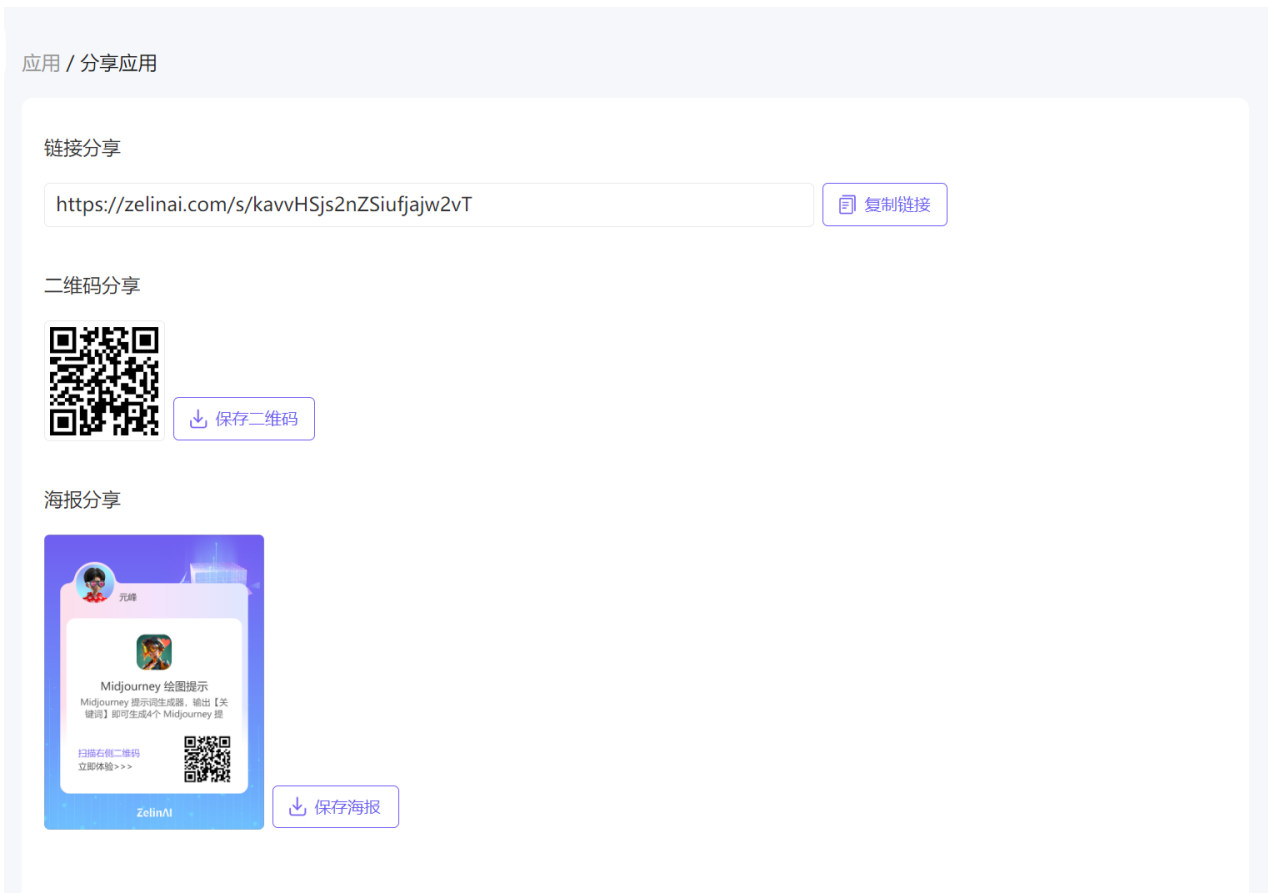 应用 / 分享应用
链接分享
https://zelinai.com/s/kavvHSjs2nZSiufjajw2vT
复制链接
二维码分享
保存二维码
海报分享
元峰
Midjourney 绘图提示
Midjourney 提示词生成器，输出【关
键词】即可生成4个 Midjourney 提
扫描右侧二维码
立即体验>>>
ZelinAI
保存海报